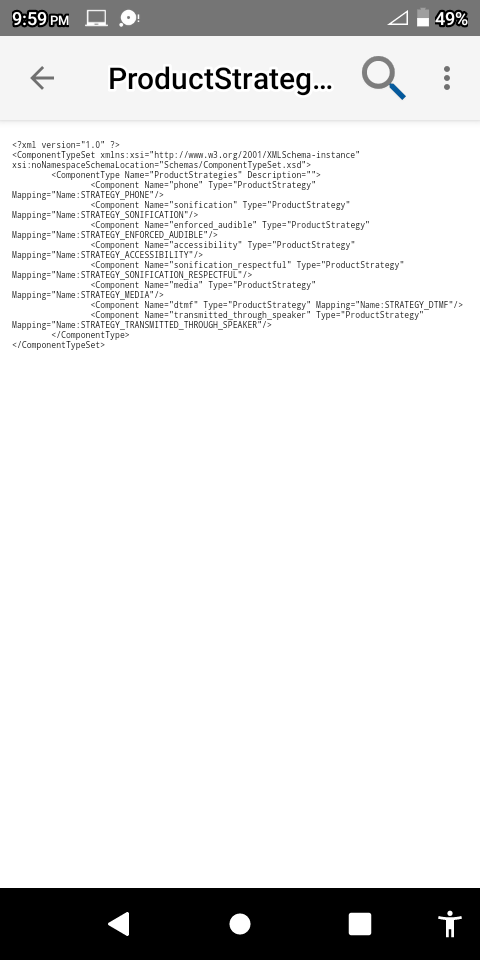 9:59 PM
49%
ProductStrateg...
<?xml version="1.0" ?>
<ComponentTypeSet xmlns:xsi="http://www.w3.org/2001/XMLSchema-instance"
xsi:noNamespaceSchemaLocation="Schemas/ComponentTypeSet.xsd">
<ComponentType Name="ProductStrategies" Description="">
<Component Name="phone" Type="ProductStrategy"
Mapping="Name:STRATEGY_PHONE"/>
<Component Name="sonification" Type="ProductStrategy"
Mapping="Name:STRATEGY_SONIFICATION"/>
<Component Name="enforced_audible" Type="ProductStrategy"
Mapping="Name:STRATEGY_ENFORCED_AUDIBLE"/>
<Component Name="accessibility" Type="ProductStrategy"
Mapping="Name:STRATEGY_ACCESSIBILITY"/>
<Component Name="sonification_respectful" Type="ProductStrategy"
Mapping="Name:STRATEGY_SONIFICATION_RESPECTFUL"/>
<Component Name="media" Type="ProductStrategy"
Mapping="Name:STRATEGY_MEDIA"/>
<Component Name="dtmf" Type="ProductStrategy" Mapping="Name:STRATEGY_DTMF"/>
<Component Name="transmitted_through_speaker" Type="ProductStrategy"
Mapping="Name:STRATEGY_TRANSMITTED_THROUGH_SPEAKER"/>
</ComponentType>
</ComponentTypeSet>